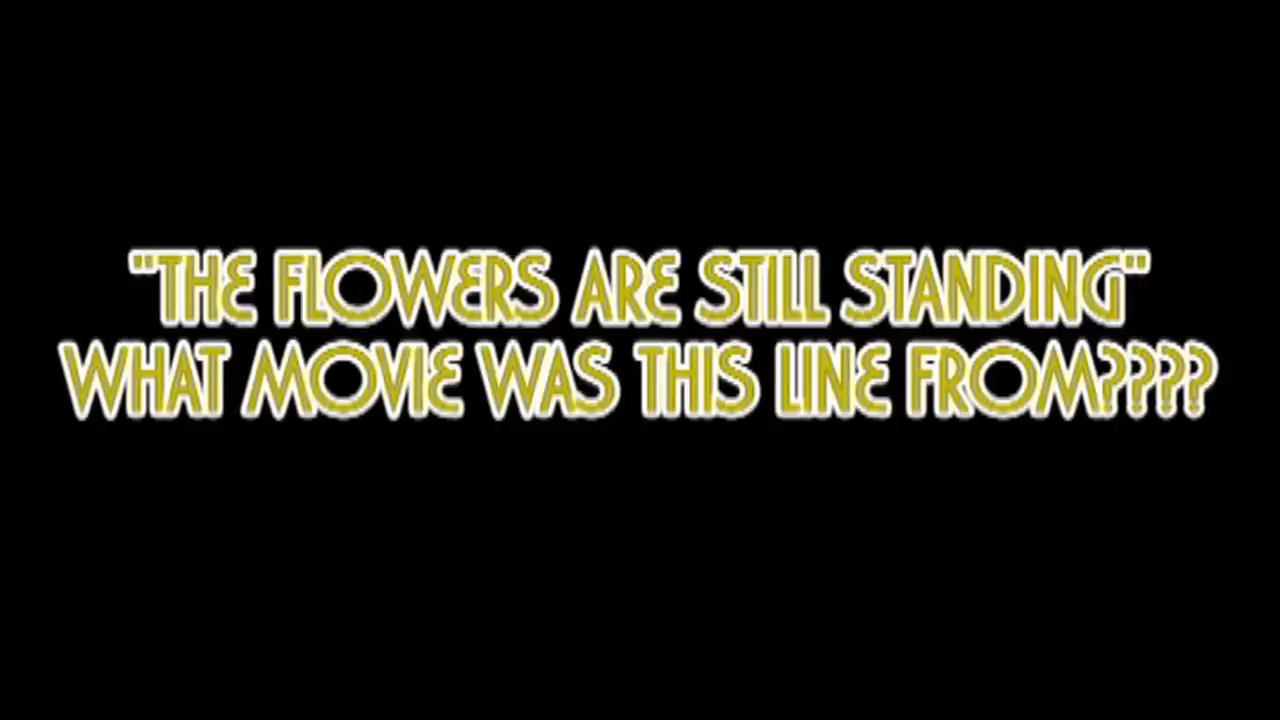 "THE FLOWERS ARE STILL STANDING"
WHAT MOVIE WAS THIS LINE FROM????